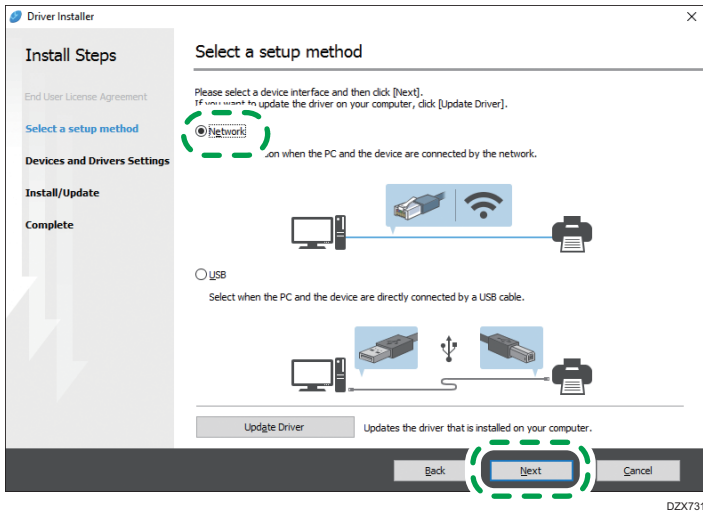 Driver Installer
Install Steps
End User License Agreement
Select a setup method
Devices and Drivers Settings
Install/Update
Complete
Select a setup method
Please select a device interface and then click [Next].
If you want to update the driver on your computer, click [Update Driver].
Network
on when the PC and the device are connected by the network.
USB
Select when the PC and the device are directly connected by a USB cable.
Update Driver
Updates the driver that is installed on your computer.
Back
Next
Cancel
DZX731